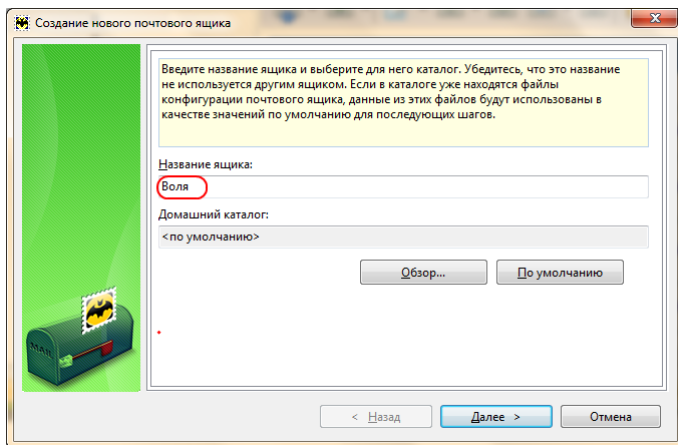 Создание нового почтового ящика
Введите название ящика и выберите для него каталог. Убедитесь, что это название
не используется другим ящиком. Если в каталоге уже находятся файлы
конфигурации почтового ящика, данные из этих файлов будут использованы в
качестве значений по умолчанию для последующих шагов.
Название ящика:
Воля
Домашний каталог:
<по умолчанию>
Обзор...
По умолчанию
MAIL
< Назад
Далее >
Отмена